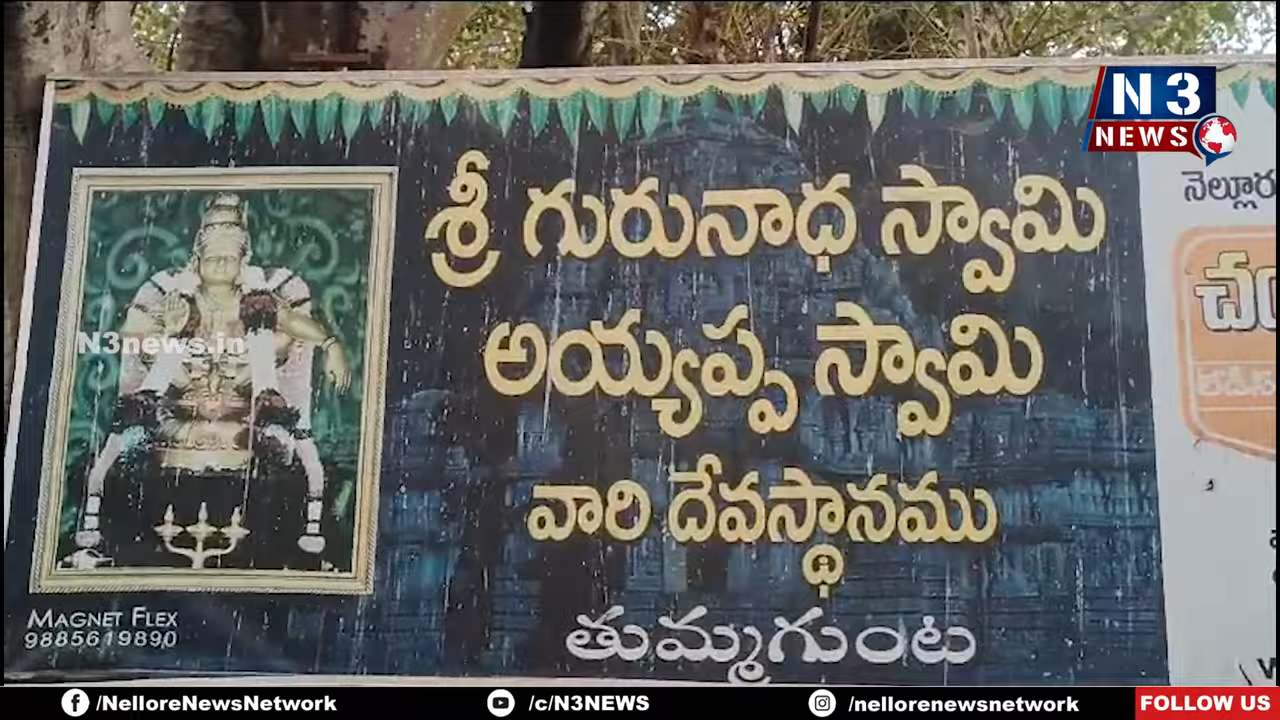 N3
NEWS
శ్రీ గురునాధ స్వామి
అయ్యప్ప స్వామి
వారి దేవస్థానము
తుమ్మగుంట
N3news.in
MAGNET FLEX
9885619890
/NelloreNewsNetwork
/c/N3NEWS
/nellorenewsnetwork
FOLLOW US